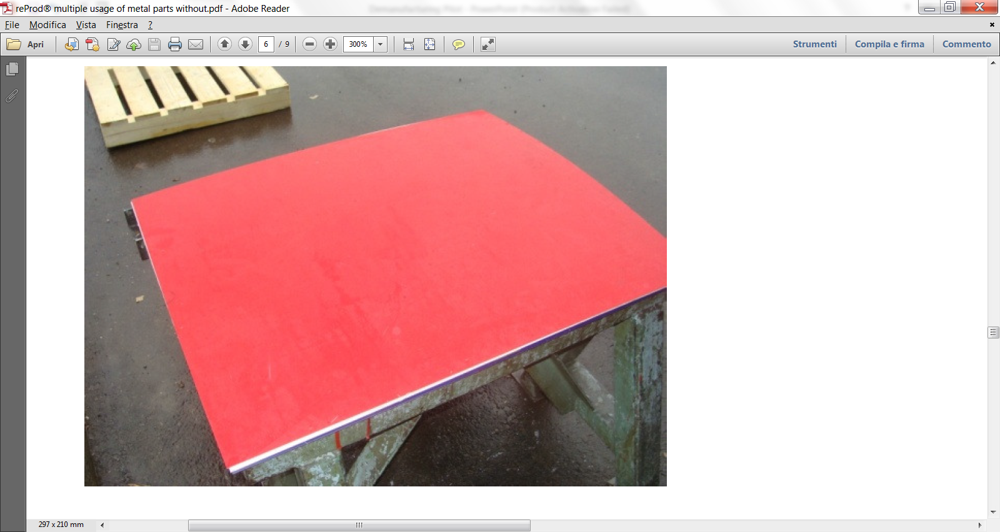 reProd® multiple usage of metal parts without.pdf - Adobe Reader
File Modifica Vista Finestra ?
Apri 6 / 9 300% Strumenti Compila e firma Commento
297 x 210 mm